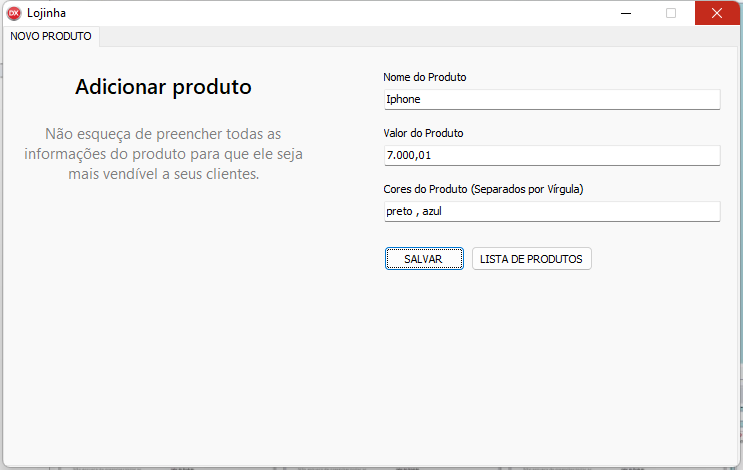 DX Lojinha
NOVO PRODUTO
Adicionar produto
Não esqueça de preencher todas as
informações do produto para que ele seja
mais vendível a seus clientes.
Nome do Produto
Iphone
Valor do Produto
7.000,01
Cores do Produto (Separados por Vírgula)
preto , azul
SALVAR
LISTA DE PRODUTOS